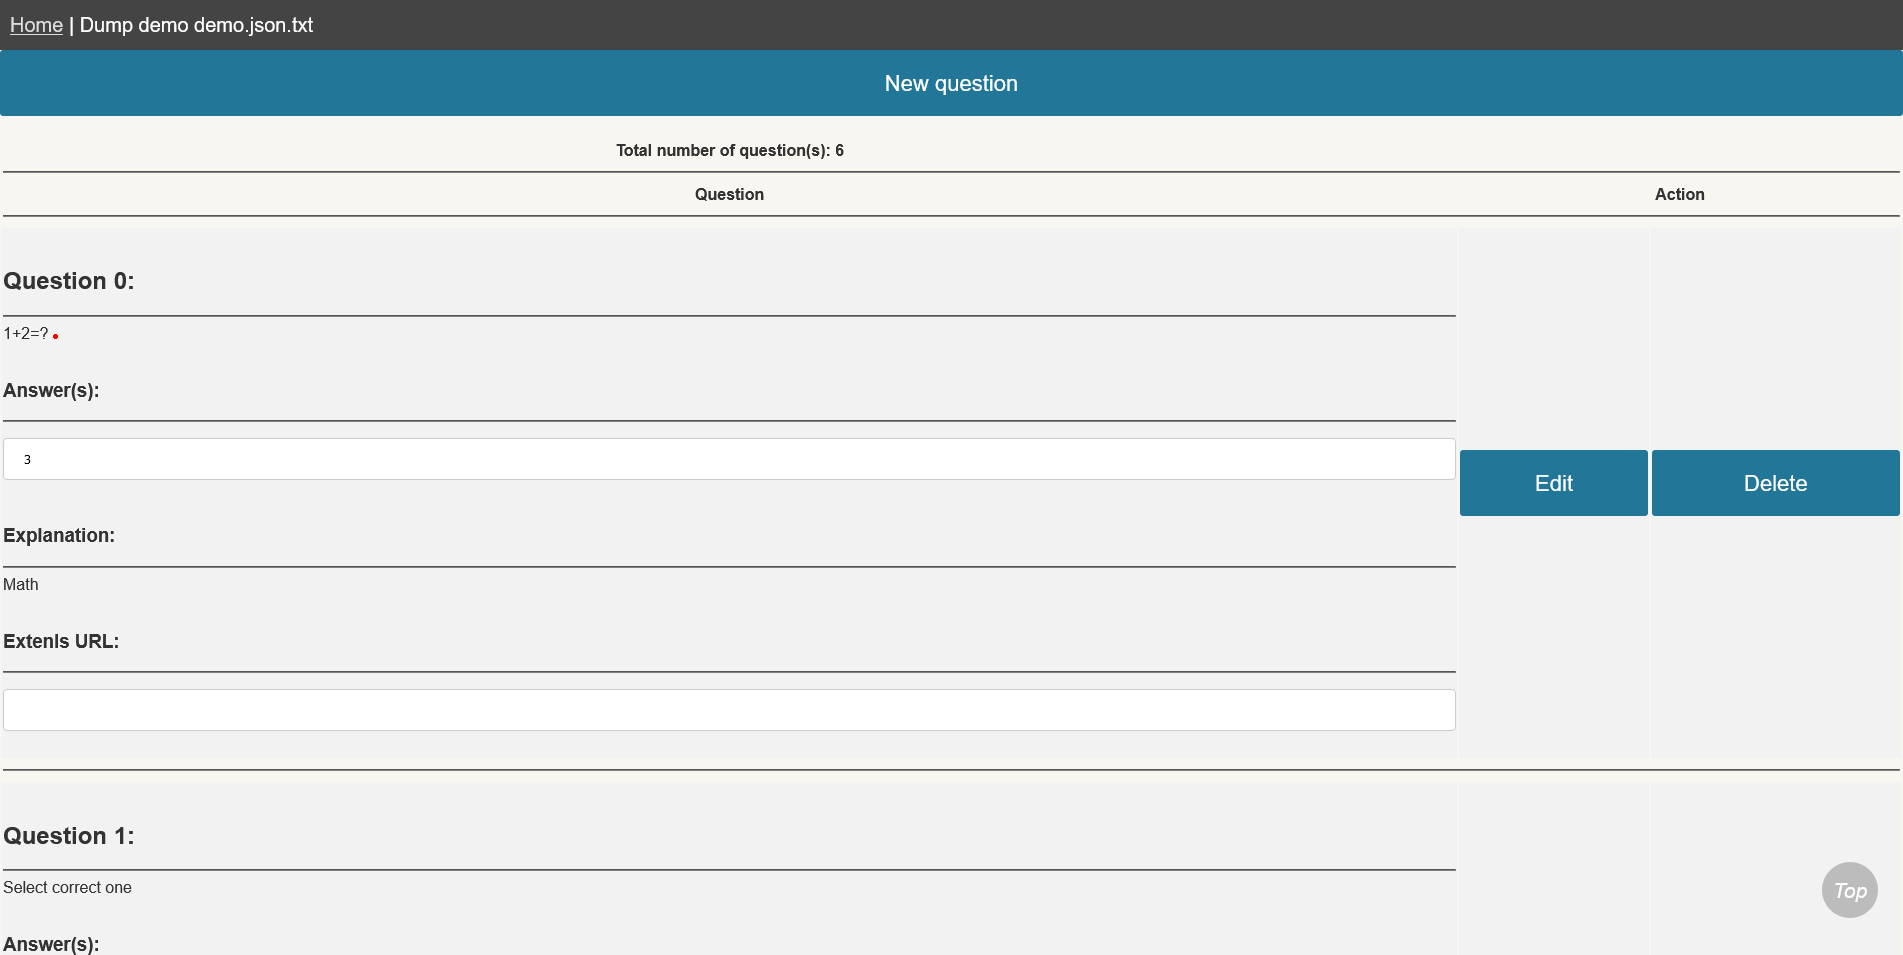 Home | Dump demo demo.json.txt
New question
Total number of question(s): 6
Question Action
Question 0:
1+2=?
Answer(s):
3
Edit Delete
Explanation:
Math
Extenls URL:
Question 1:
Select correct one
Top
Answer(s):